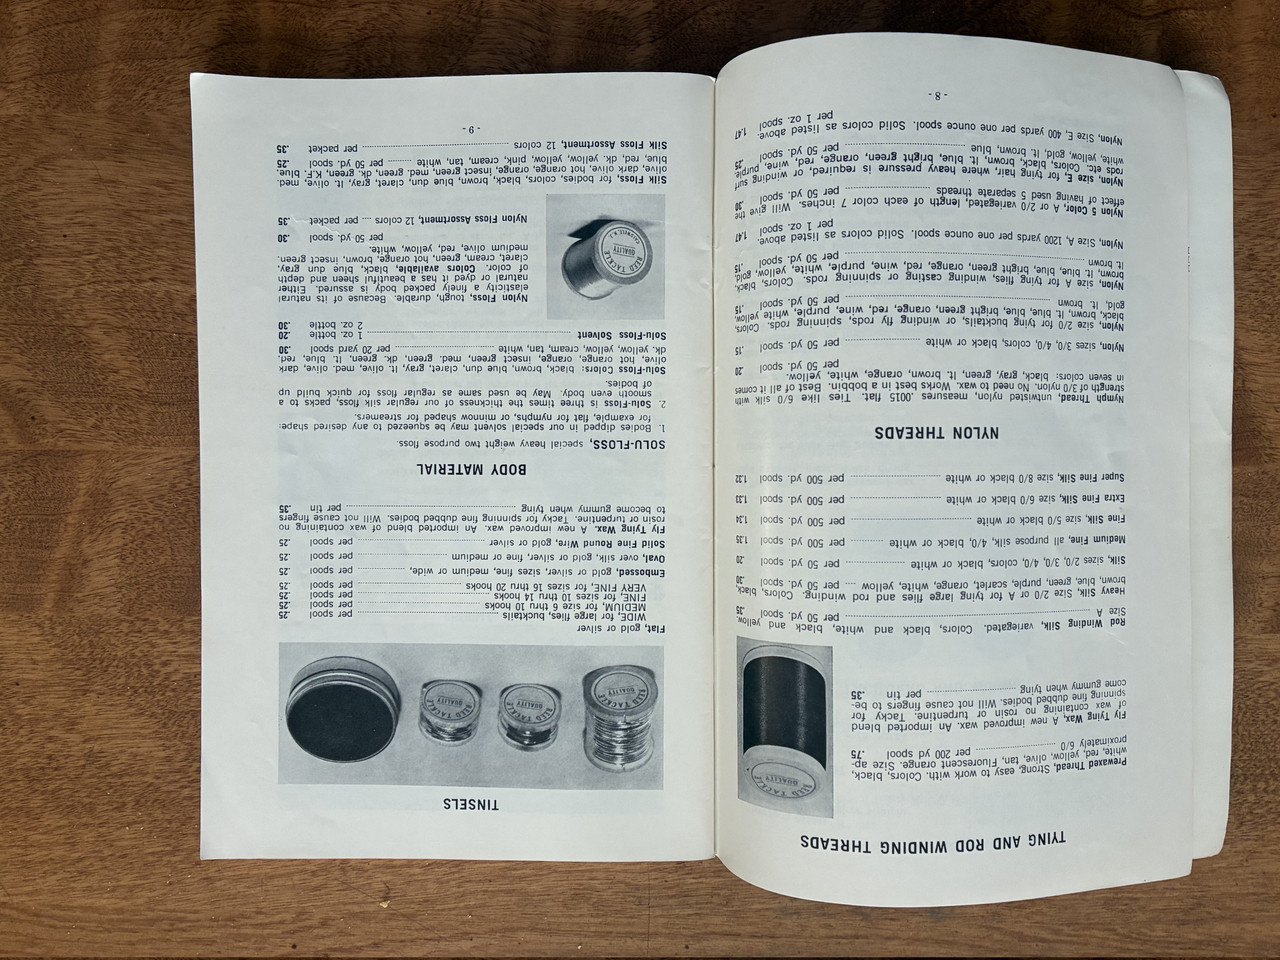 TYING AND ROD WINDING THREADS
Prewaxed Thread, Strong, easy to work with. Colors, black,
white, red, yellow, olive, tan, Fluorescent orange. Size ap-
proximately 6/0 ........ per 200 yd spool .75
Fly Tying Wax, A new improved wax. An imported blend
of wax containing no rosin or turpentine. Tacky for
spinning fine dubbed bodies. Will not cause fingers to be-
come gummy when tying ........ per tin .35
REED TACKLE
QUALITY
Rod Winding Silk, variegated. Colors, black and white, black and yellow.
Size A ........ per 50 yd. spool .35
Heavy Silk, Size 2/0 or A for tying large flies and rod winding. Colors, black,
brown, blue, green, purple, scarlet, orange, white, yellow .... per 50 yd. spool .30
Silk, sizes 2/0, 3/0, 4/0, colors, black or white ........ per 50 yd. spool .20
Medium Fine, all purpose silk, 4/0, black or white ........ per 500 yd. spool 1.35
Fine Silk, size 5/0 black or white ........ per 500 yd. spool 1.34
Extra Fine Silk, size 6/0 black or white ........ per 500 yd. spool 1.33
Super Fine Silk, size 8/0 black or white ........ per 500 yd. spool 1.32
NYLON THREADS
Nymph Thread, untwisted nylon, measures .0015 flat. Ties like 6/0 silk with
strength of 3/0 nylon. No need to wax. Works best in a bobbin. Best of all it comes
in seven colors: black, gray, lt. green, brown, orange, white, yellow.
per 50 yd. spool .20
Nylon, sizes 3/0, 4/0, colors, black or white ........ per 50 yd. spool .15
Nylon, size 2/0 for tying bucktails, or winding fly rods, spinning rods. Colors,
black, brown, lt. blue, blue, bright green, orange, red, wine, purple, white yellow,
gold, lt. brown ........ per 50 yd. spool .15
Nylon, size A for tying flies, winding casting or spinning rods. Colors, black,
brown, lt. blue, blue, bright green, orange, red, wine, purple, white, yellow, gold,
lt. brown ........ per 50 yd. spool .15
Nylon, Size A, 1200 yards per one ounce spool. Solid colors as listed above.
per 1 oz. spool 1.47
Nylon 5 Color, A or 2/0 variegated, length of each color 7 inches. Will give the
effect of having used 5 separate threads ........ per 50 yd. spool .30
Nylon, size E, for tying hair, where heavy pressure is required, or winding surf
rods etc. Colors, black, brown, lt. blue, bright green, orange, red, wine, purple,
white, yellow, gold, lt. brown, blue ........ per 50 yd. spool .25
Nylon, Size E, 400 yards per one ounce spool. Solid colors as listed above.
per 1 oz. spool 1.47
- 8 -
TINSELS
REED TACKLE
QUALITY
REED TACKLE
QUALITY
REED TACKLE
QUALITY
Flat, gold or silver
WIDE, for large flies, bucktails ........ per spool .25
MEDIUM, for size 6 thru 10 hooks ........ per spool .25
FINE, for sizes 10 thru 14 hooks ........ per spool .25
VERY FINE, for sizes 16 thru 20 hooks ........ per spool .25
Embossed, gold or silver, sizes fine, medium or wide, ........ per spool .25
Oval, over silk, gold or silver, fine or medium ........ per spool .25
Solid Fine Round Wire, gold or silver ........ per spool .25
Fly Tying Wax. A new improved wax. An imported blend of wax containing no
rosin or turpentine. Tacky for spinning fine dubbed bodies. Will not cause fingers
to become gummy when tying ........ per tin .35
BODY MATERIAL
SOLU-FLOSS, special heavy weight two purpose floss.
1. Bodies dipped in our special solvent may be squeezed to any desired shape:
for example, flat for nymphs, or minnow shaped for streamers.
2. Solu-Floss is three times the thickness of our regular silk floss, packs to a
smooth even body. May be used same as regular floss for quick build up
of bodies.
Solu-Floss Colors: black, brown, blue dun, claret, gray, lt. olive, med. olive, dark
olive, hot orange, orange, insect green, med. green, dk. green, lt. blue, red,
dk. yellow, yellow, cream, tan, white ........ per 20 yard spool .30
Solu-Floss Solvent ........ 1 oz. bottle .20
2 oz. bottle .30
Nylon Floss, tough, durable. Because of its natural
elasticity a finely packed body is assured. Either
natural or dyed it has a beautiful sheen and depth
of color. Colors available, black, blue dun, gray,
claret, cream, green, hot orange, brown, insect green,
medium olive, red, yellow, white.
per 50 yd. spool .30
Nylon Floss Assortment, 12 colors ... per packet .35
REED TACKLE
QUALITY
CALDWELL, N.J.
Silk Floss, for bodies, colors, black, brown, blue dun, claret, gray, lt. olive, med.
olive, dark olive, hot orange, orange, insect green, med. green, dk. green, K.F. blue,
blue, red, dk. yellow, yellow, pink, cream, tan, white ........ per 50 yd. spool .25
Silk Floss Assortment, 12 colors ........ per packet .35
- 9 -